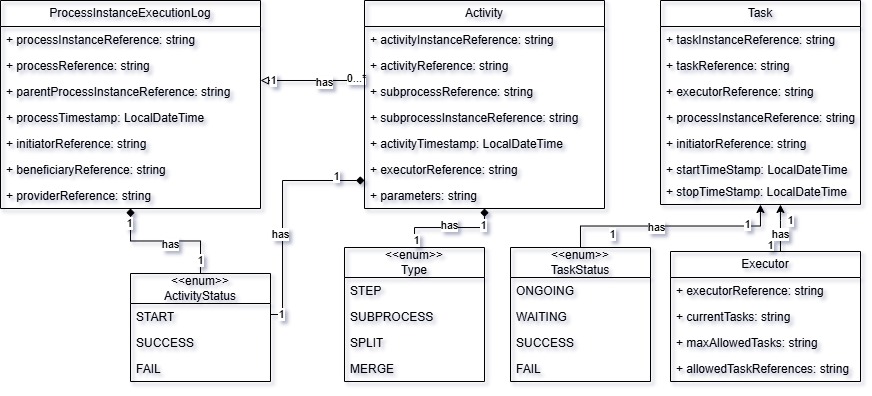 ProcessInstanceExecutionLog
+ processInstanceReference: string
+ processReference: string
+ parentProcessInstanceReference: string
+ processTimestamp: LocalDateTime
+ initiatorReference: string
+ beneficiaryReference: string
+ providerReference: string
1
has
0...*
Activity
+ activityInstanceReference: string
+ activityReference: string
+ subprocessReference: string
+ subprocessInstanceReference: string
+ activityTimestamp: LocalDateTime
+ executorReference: string
+ parameters: string
Task
+ taskInstanceReference: string
+ taskReference: string
+ executorReference: string
+ processInstanceReference: string
+ initiatorReference: string
+ startTimeStamp: LocalDateTime
+ stopTimeStamp: LocalDateTime
1
has
1
1
has
1
1
has
1
1
has
1
1
has
1
<<enum>>
ActivityStatus
START
SUCCESS
FAIL
<<enum>>
Type
STEP
SUBPROCESS
SPLIT
MERGE
<<enum>>
TaskStatus
ONGOING
WAITING
SUCCESS
FAIL
Executor
+ executorReference: string
+ currentTasks: string
+ maxAllowedTasks: string
+ allowedTaskReferences: string